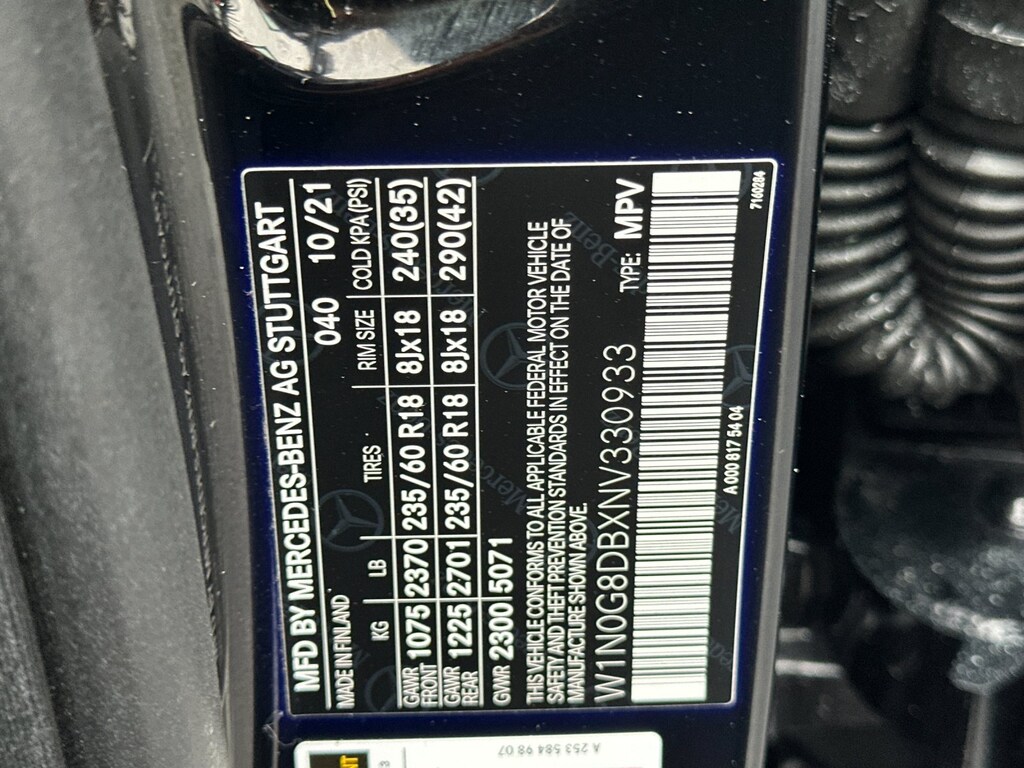 MFD BY MERCEDES-BENZ AG STUTTGART
MADE IN FINLAND 040 10/21
KG LB TIRES RIM SIZE COLD KPA (PSI)
GAWR FRONT 1075 2370 235/60 R18 8Jx18 240(35)
GAWR REAR 1225 2701 235/60 R18 8Jx18 290(42)
GVWR 2300 5071
THIS VEHICLE CONFORMS TO ALL APPLICABLE FEDERAL MOTOR VEHICLE
SAFETY AND THEFT PREVENTION STANDARDS IN EFFECT ON THE DATE OF
MANUFACTURE SHOWN ABOVE.
W1N0G8DBXNV330933 TYPE: MPV
A 000 817 54 04 7160284
A 253 584 98 07